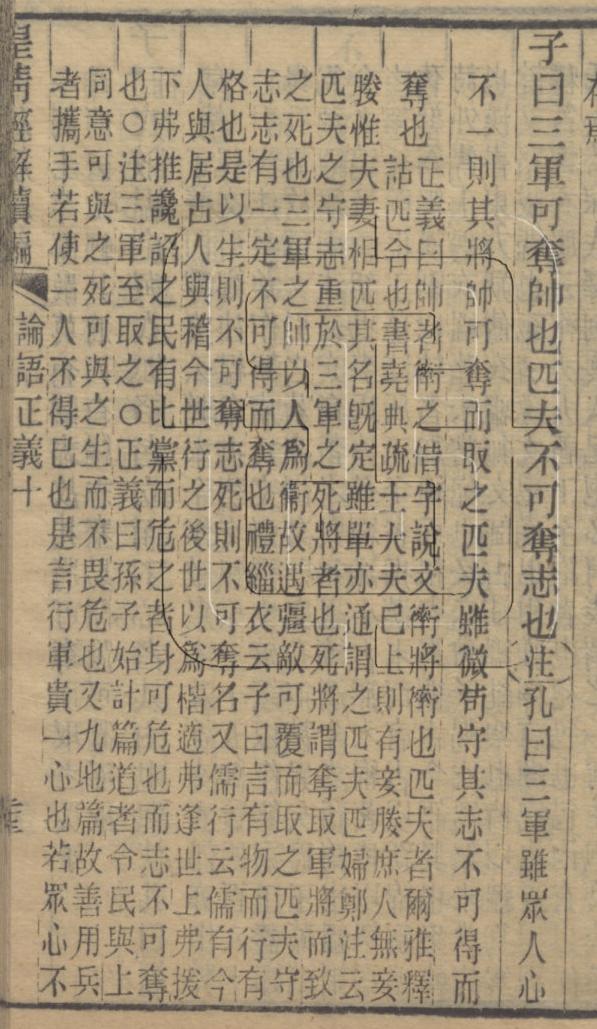 子曰三軍可奪帥也匹夫不可奪志也注孔曰三軍雖眾人心
不一則其將帥可奪而取之匹夫雖微苟守其志不可得而
奪也正義曰帥者衛之借字說文衛將衛也匹夫者爾雅釋
詁匹合也書堯典疏士大夫已上則有妾媵庶人無妾
媵惟夫妻相匹其名既定雖單亦通謂之匹夫匹婦鄭注云
匹夫之守志重於三軍之死將者也死將謂奪取軍將而致
之死也三軍之帥以人為衛故遇彊敵可覆而取之匹夫守
志志有一定不可得而奪也禮緇衣云子曰言有物而行有
格也是以生則不可奪志死則不可奪名又儒行云儒有今
人與居古人與稽今世行之後世以為楷適弗逢世上弗援
下弗推讒諂之民有比黨而危之者身可危也而志不可奪
也○注三軍至取之○正義曰孫子始計篇道者令民與上
同意可與之死可與之生而不畏危也又九地篇故善用兵
者攜手若使一人不得已也是言行軍貴一心也若眾心不
皇清經解續編 論語正義十